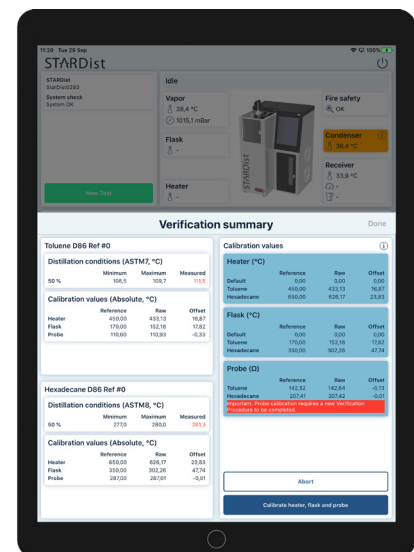 11:20 Tue 29 Sep
100%
STARDist
STARDist
StarDist0283
System check
System OK
New Test
Idle
Vapor
36,4 °C
1015,1 mBar
Flask
-
Heater
-
STARDIST
Fire safety
OK
Condenser
36,4 °C
Receiver
33,9 °C
-
-
Verification summary
Done
Toluene D86 Ref #0
Distillation conditions (ASTM7, °C)
Minimum Maximum Measured
50 % 106,5 109,7 111,5
Calibration values (Absolute, °C)
Reference Raw Offset
Heater 450,00 433,13 16,87
Flask 170,00 152,18 17,82
Probe 110,60 110,93 -0,33
Hexadecane D86 Ref #0
Distillation conditions (ASTM8, °C)
Minimum Maximum Measured
50 % 277,0 280,0 281,3
Calibration values (Absolute, °C)
Reference Raw Offset
Heater 650,00 626,17 23,83
Flask 350,00 302,26 47,74
Probe 287,00 287,01 -0,01
Calibration values
Heater (°C)
Reference Raw Offset
Default 0,00 0,00 0,00
Toluene 450,00 433,13 16,87
Hexadecane 650,00 626,17 23,83
Flask (°C)
Reference Raw Offset
Default 0,00 0,00 0,00
Toluene 170,00 152,18 17,82
Hexadecane 350,00 302,26 47,74
Probe (Ω)
Reference Raw Offset
Toluene 142,52 142,64 -0,13
Hexadecane 207,41 207,42 -0,01
Important: Probe calibration requires a new Verification
Procedure to be completed.
Abort
Calibrate heater, flask and probe